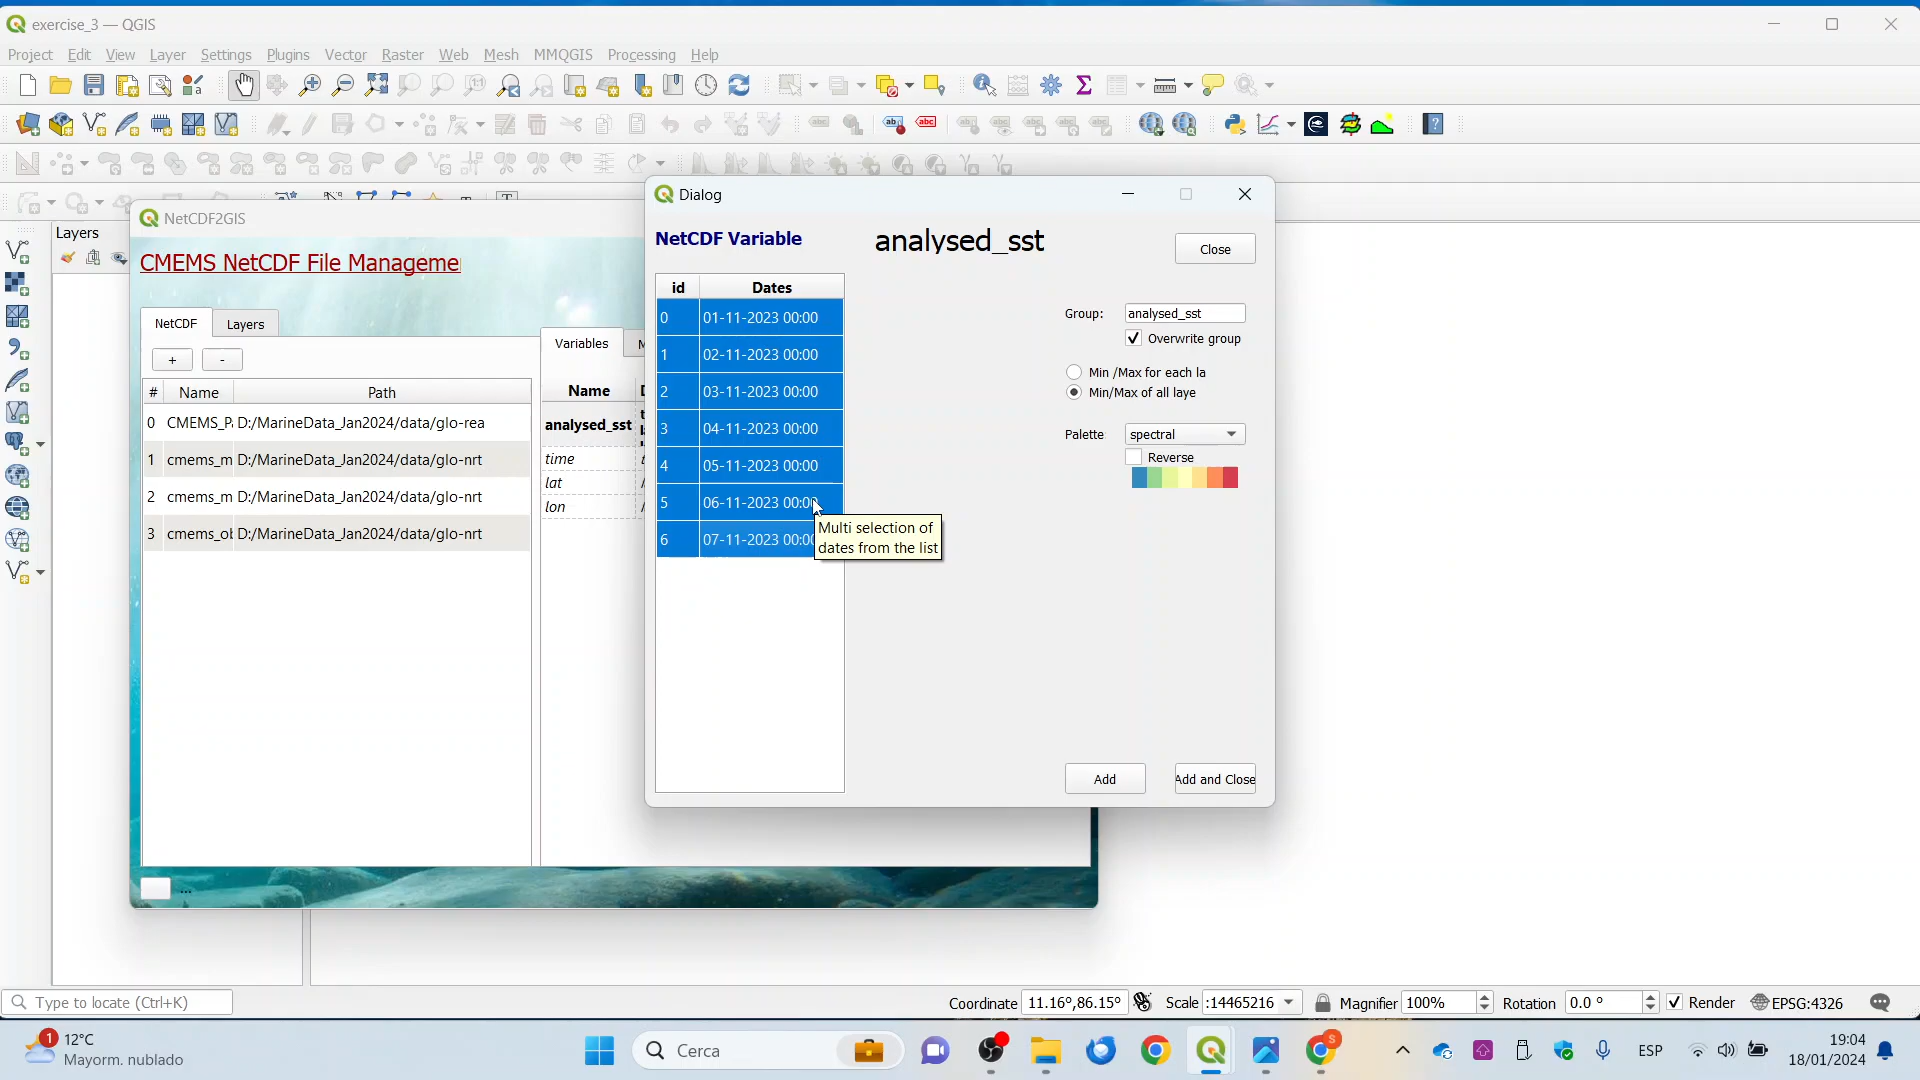 exercise_3 — QGIS
Project Edit View Layer Settings Plugins Vector Raster Web Mesh MMQGIS Processing Help
Layers
NetCDF2GIS
CMEMS NetCDF File Manageme
NetCDF Layers
+ -
# Name Path
0 CMEMS_P D:/MarineData_Jan2024/data/glo-rea
1 cmems_m D:/MarineData_Jan2024/data/glo-nrt
2 cmems_m D:/MarineData_Jan2024/data/glo-nrt
3 cmems_ob D:/MarineData_Jan2024/data/glo-nrt
...
Variables
Name
analysed_sst
time
lat
lon
Dialog
NetCDF Variable
analysed_sst
Close
id Dates
0 01-11-2023 00:00
1 02-11-2023 00:00
2 03-11-2023 00:00
3 04-11-2023 00:00
4 05-11-2023 00:00
5 06-11-2023 00:00
6 07-11-2023 00:00
Multi selection of
dates from the list
Group: analysed_sst
Overwrite group
Min /Max for each la
Min/Max of all laye
Palette spectral
Reverse
Add
Add and Close
Type to locate (Ctrl+K)
Coordinate 11.16°,86.15° Scale :14465216 Magnifier 100% Rotation 0.0 ° Render EPSG:4326
1
12°C
Mayorm. nublado
Cerca
S
ESP
19:04
18/01/2024